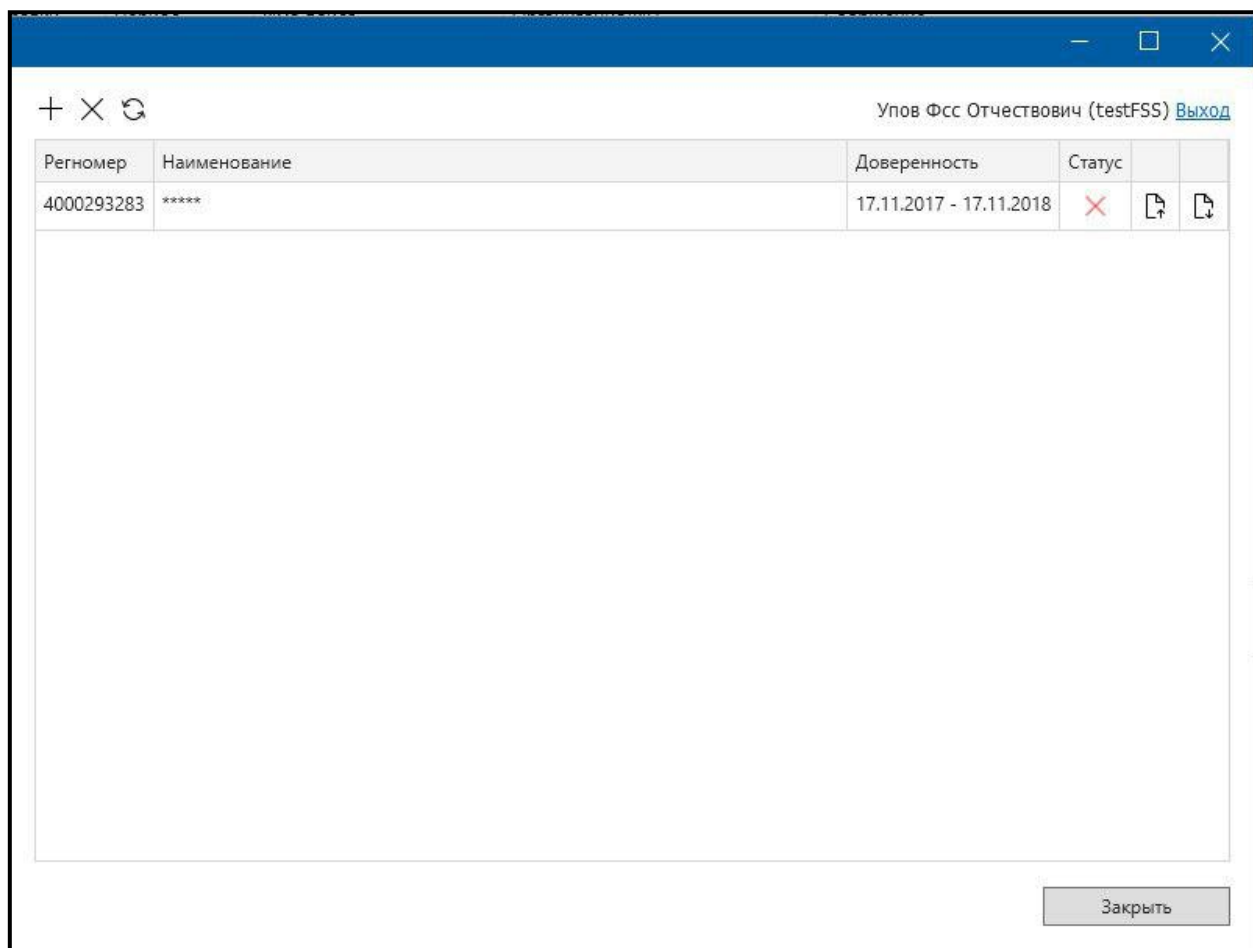 Упов Фсс Отчествович (testFSS) Выход
Регномер Наименование Доверенность Статус
4000293283 ***** 17.11.2017 - 17.11.2018
Закрыть